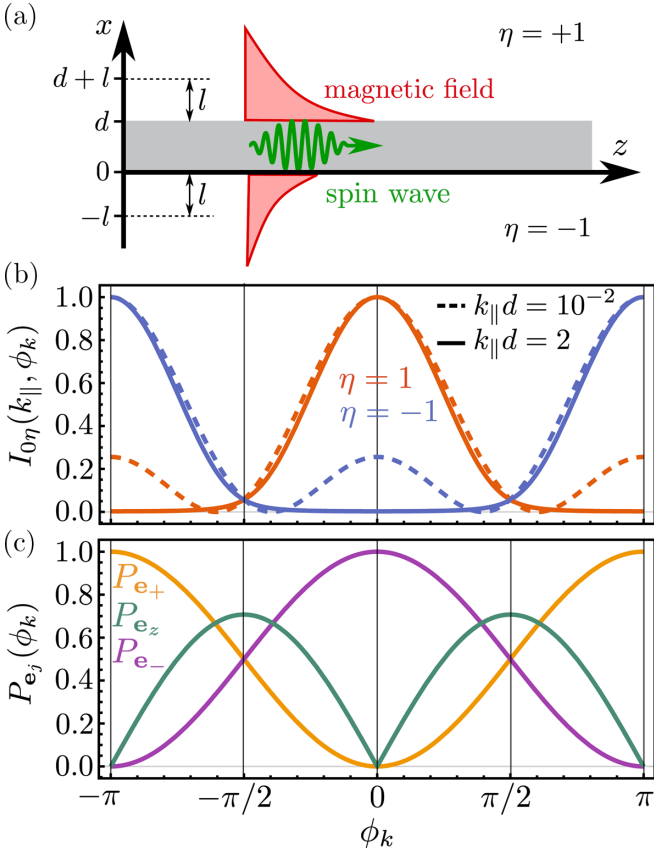 (a)
x
η = +1
d + l
l
magnetic field
d
z
0
l
spin wave
−l
η = −1
(b)
1.0
0.8
0.6
0.4
0.2
0.0
I₀η(k∥, ϕₖ)
k∥d = 10⁻²
k∥d = 2
η = 1
η = −1
(c)
1.0
0.8
0.6
0.4
0.2
0.0
P𝐞ⱼ(ϕₖ)
P𝐞₊
P𝐞_z
P𝐞₋
−π
−π/2
0
π/2
π
ϕₖ